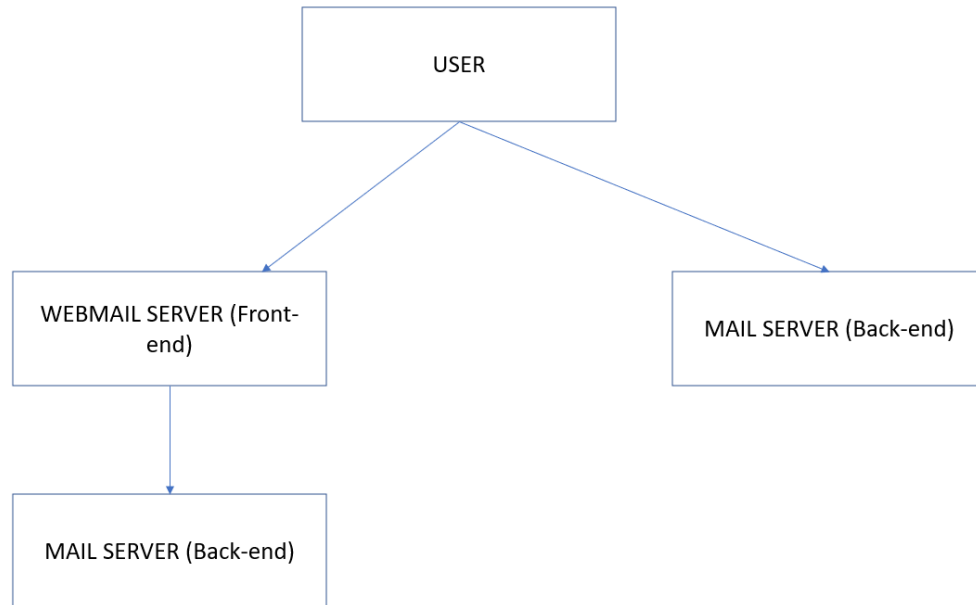 USER
WEBMAIL SERVER (Front-
end)
MAIL SERVER (Back-end)
MAIL SERVER (Back-end)